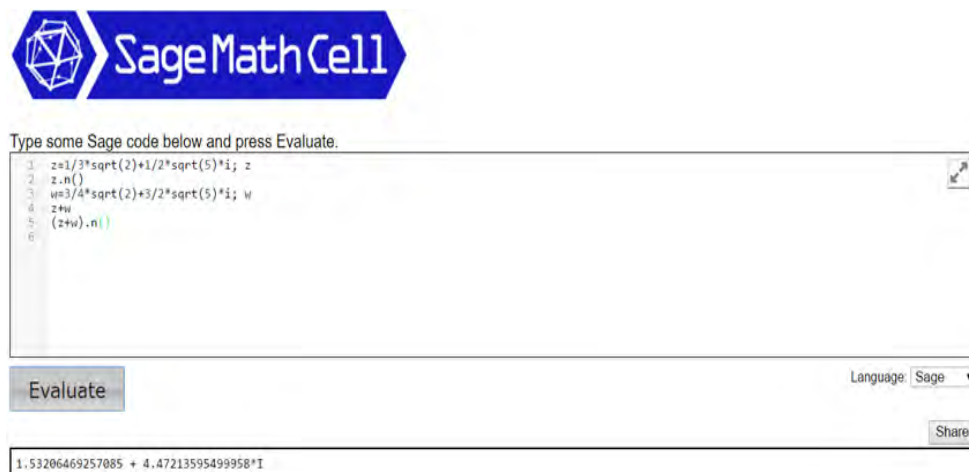 SageMathCell
Type some Sage code below and press Evaluate.
1 z=1/3*sqrt(2)+1/2*sqrt(5)*i; z
2 z.n()
3 w=3/4*sqrt(2)+3/2*sqrt(5)*i; w
4 z+w
5 (z+w).n()
6
Evaluate
Language: Sage
Share
1.53206469257085 + 4.47213595499958*I